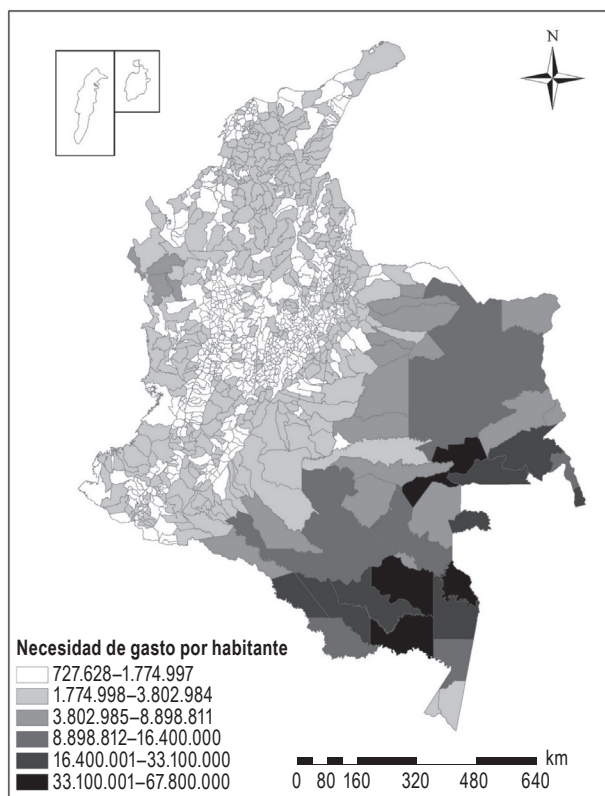 N
Necesidad de gasto por habitante
727.628–1.774.997
1.774.998–3.802.984
3.802.985–8.898.811
8.898.812–16.400.000
16.400.001–33.100.000
33.100.001–67.800.000
km
0 80 160 320 480 640